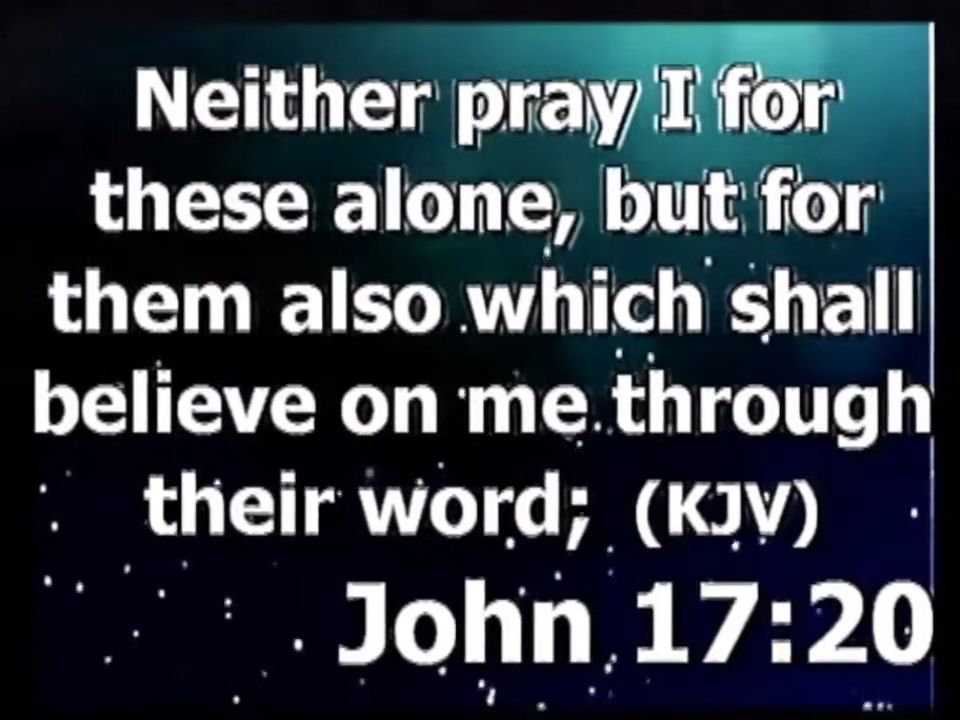 Neither pray I for
these alone, but for
them also which shall
believe on me through
their word; (KJV)
John 17:20